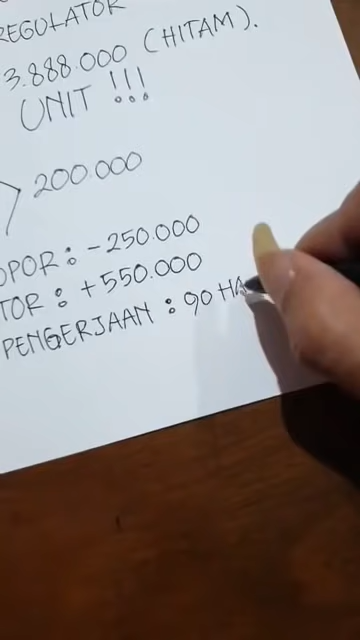 REGULATOR
3.888.000 (HITAM).
UNIT !!!
200.000
OPOR : -250.000
TOR : +550.000
PENGERJAAN : 90 HA